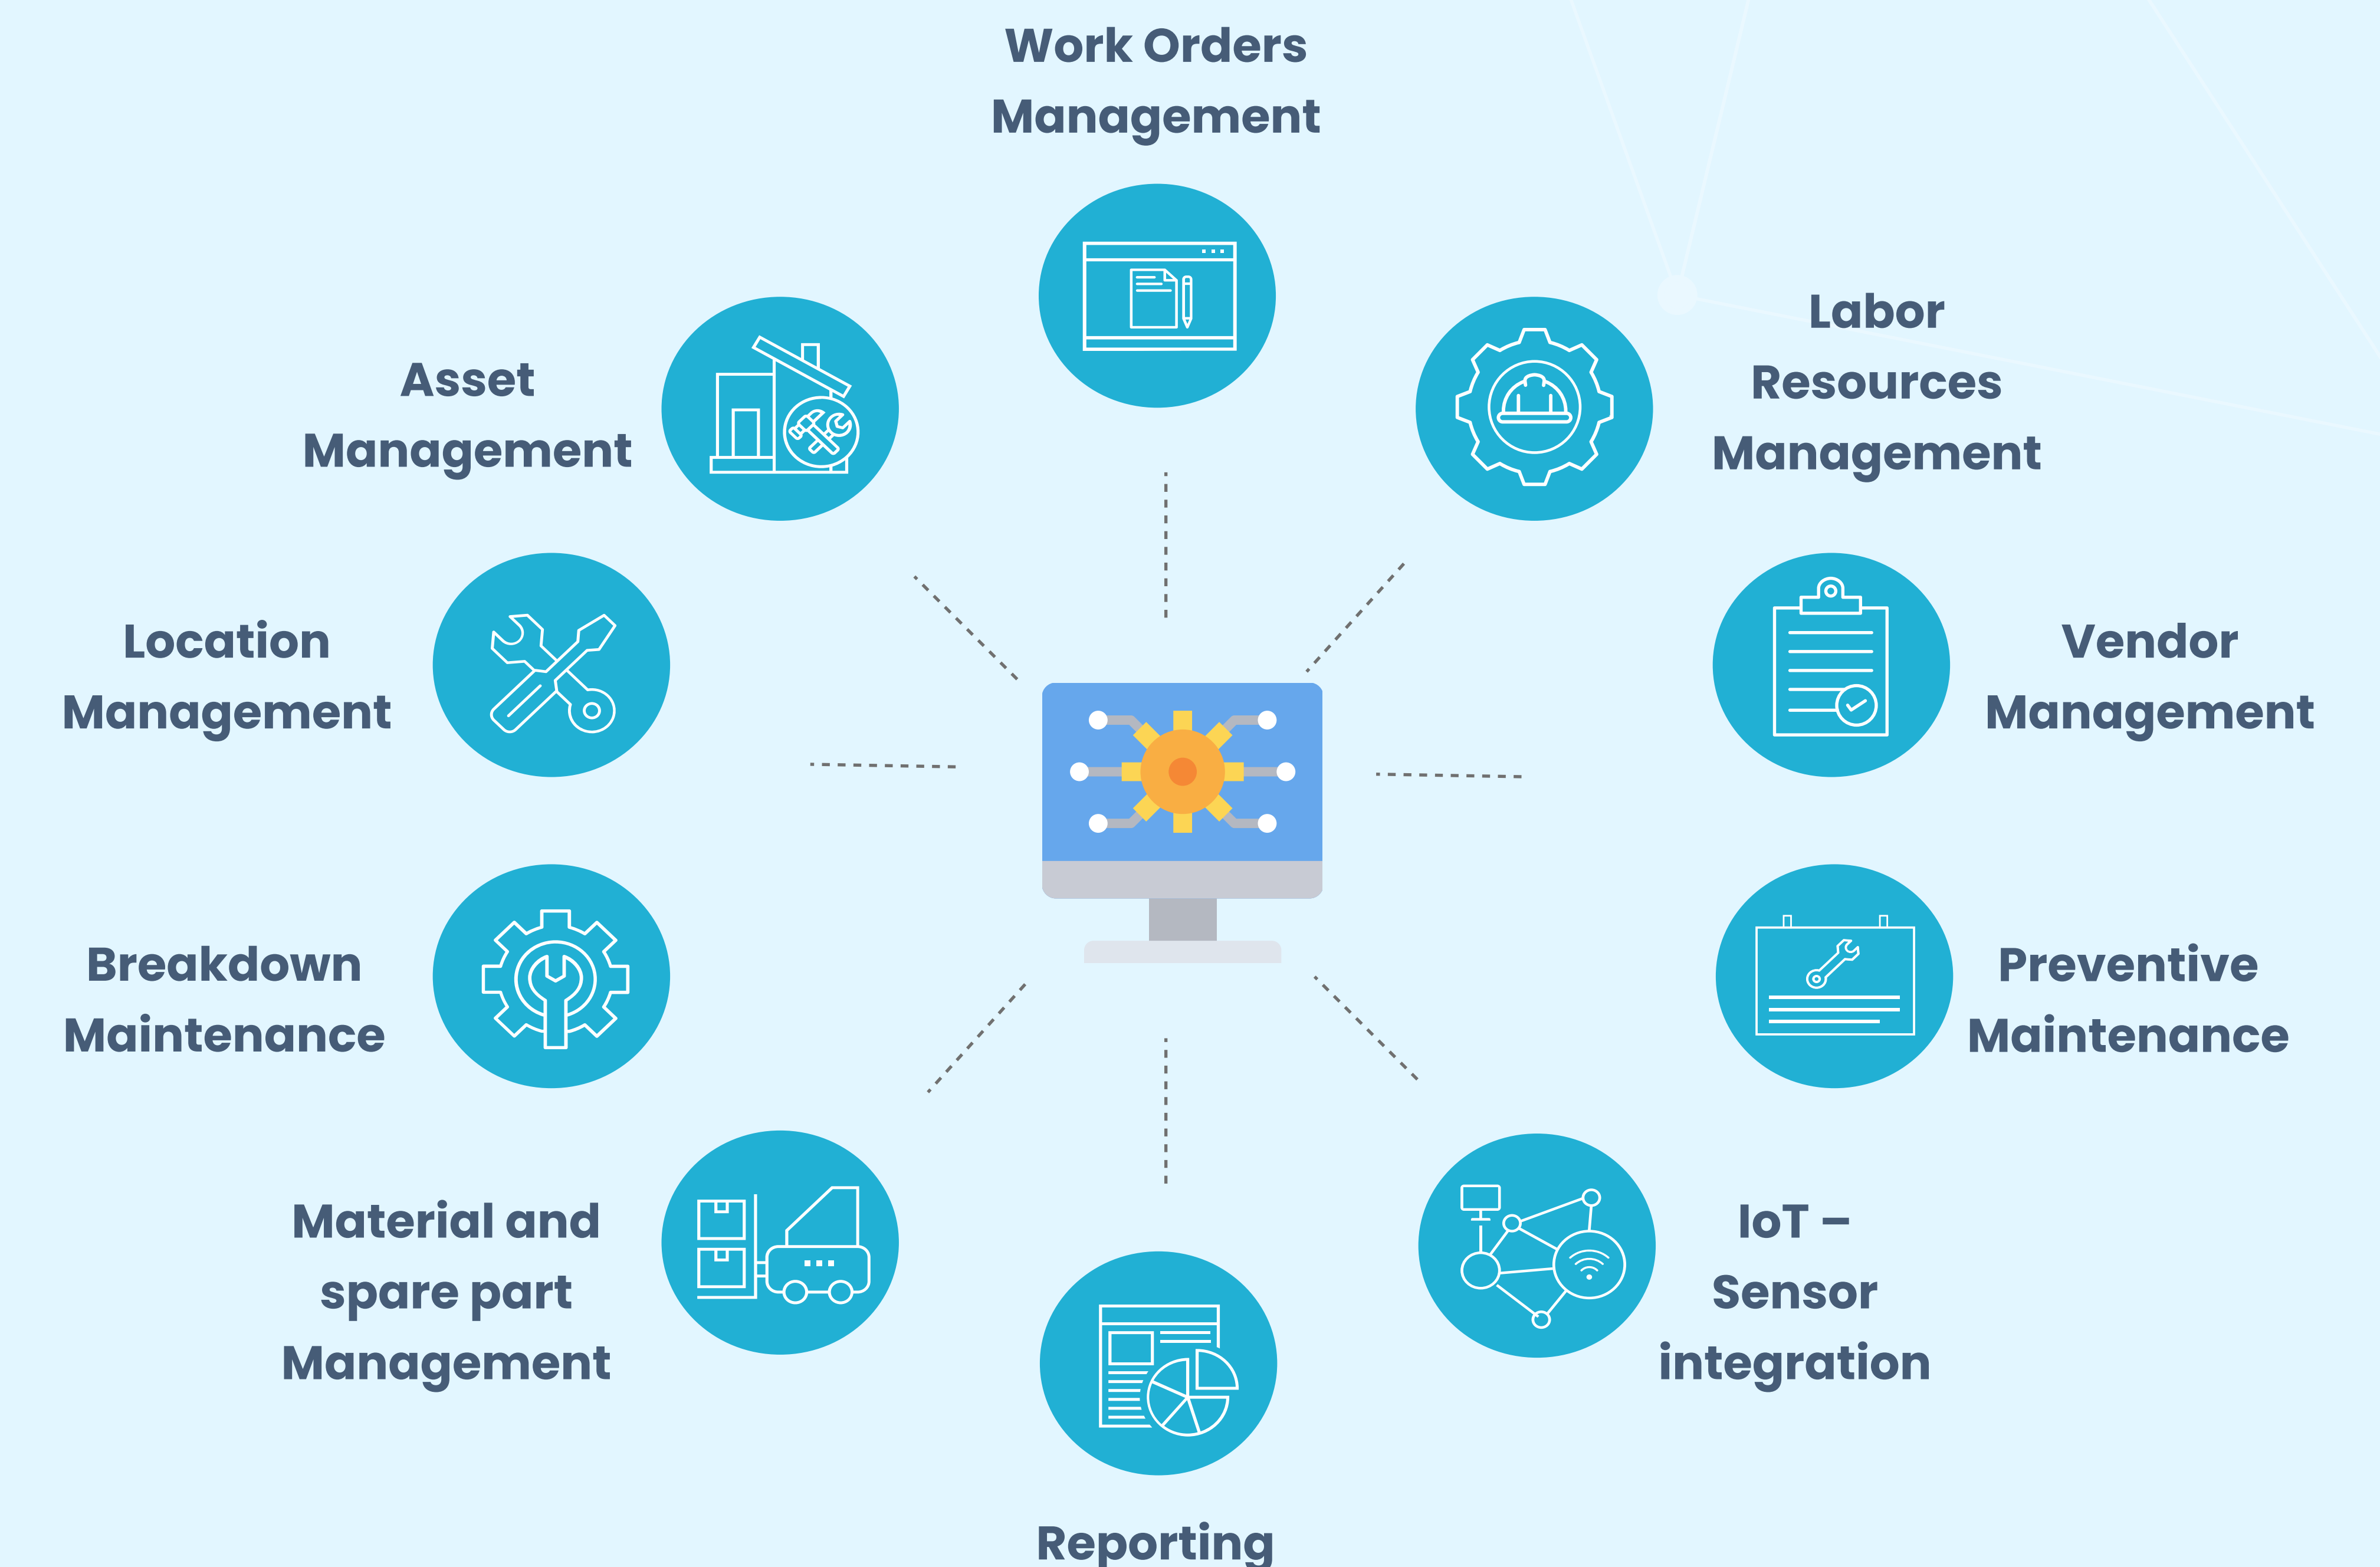 Work Orders
Management
Labor
Resources
Management
Asset
Management
Location
Management
Vendor
Management
Breakdown
Maintenance
Preventive
Maintenance
Material and
spare part
Management
IoT –
Sensor
integration
Reporting